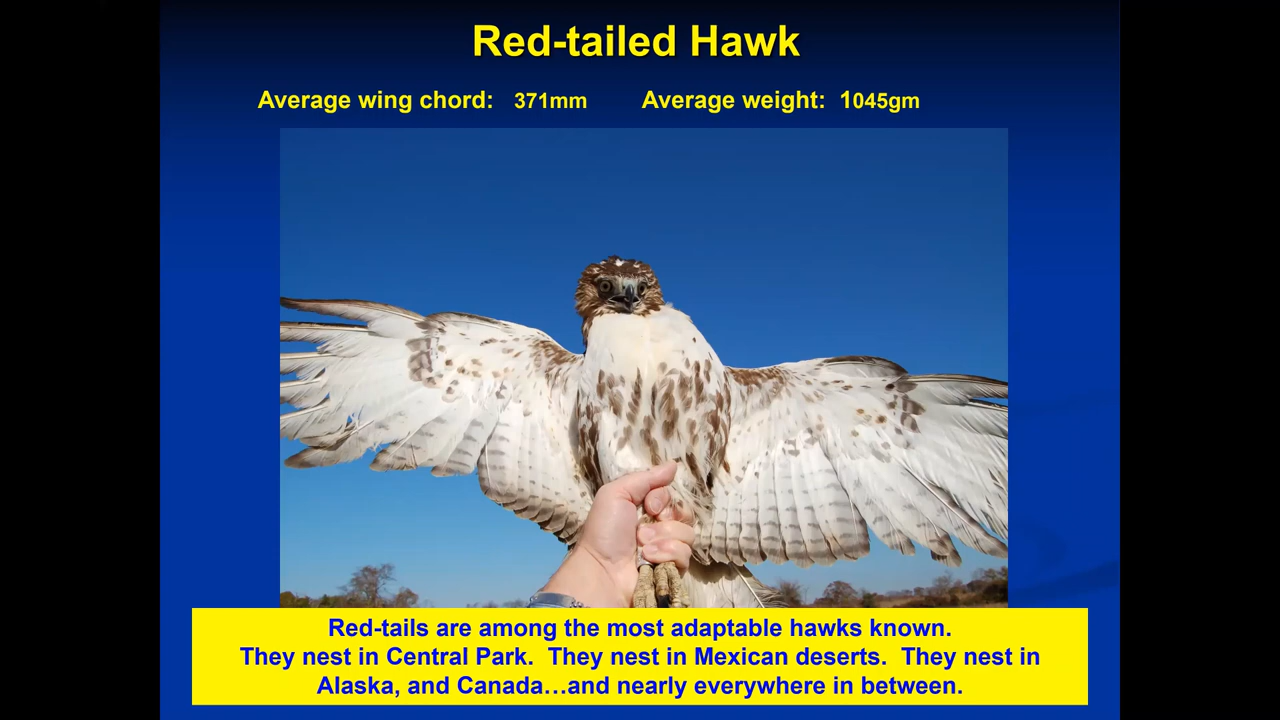 Red-tailed Hawk
Average wing chord: 371mm Average weight: 1045gm
Red-tails are among the most adaptable hawks known.
They nest in Central Park. They nest in Mexican deserts. They nest in
Alaska, and Canada…and nearly everywhere in between.